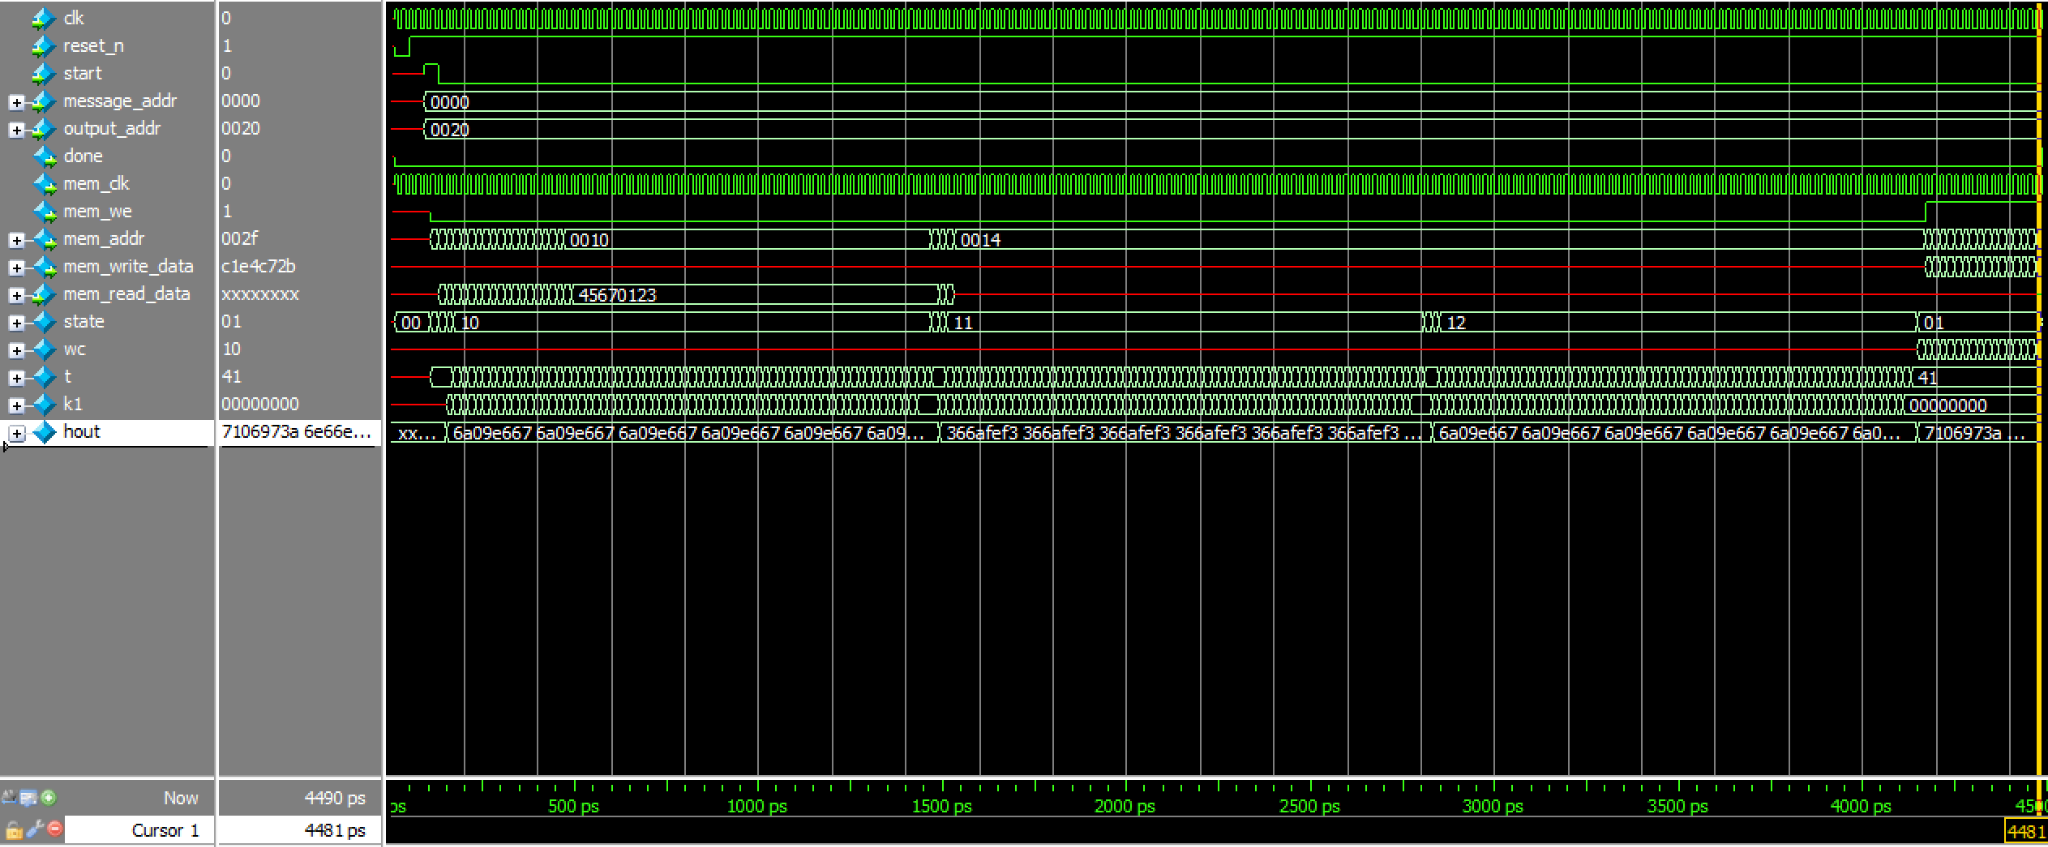 clk 0
reset_n 1
start 0
message_addr 0000 0000
output_addr 0020 0020
done 0
mem_clk 0
mem_we 1
mem_addr 002f 0010 0014
mem_write_data c1e4c72b
mem_read_data xxxxxxxx 45670123
state 01 00 10 11 12 01
wc 10
t 41 41
k1 00000000 00000000
hout 7106973a 6e66e... xx... 6a09e667 6a09e667 6a09e667 6a09e667 6a09e667 6a09... 366afef3 366afef3 366afef3 366afef3 366afef3 366afef3 ... 6a09e667 6a09e667 6a09e667 6a09e667 6a09e667 6a0... 7106973a ...
Now 4490 ps ps 500 ps 1000 ps 1500 ps 2000 ps 2500 ps 3000 ps 3500 ps 4000 ps
Cursor 1 4481 ps 4481